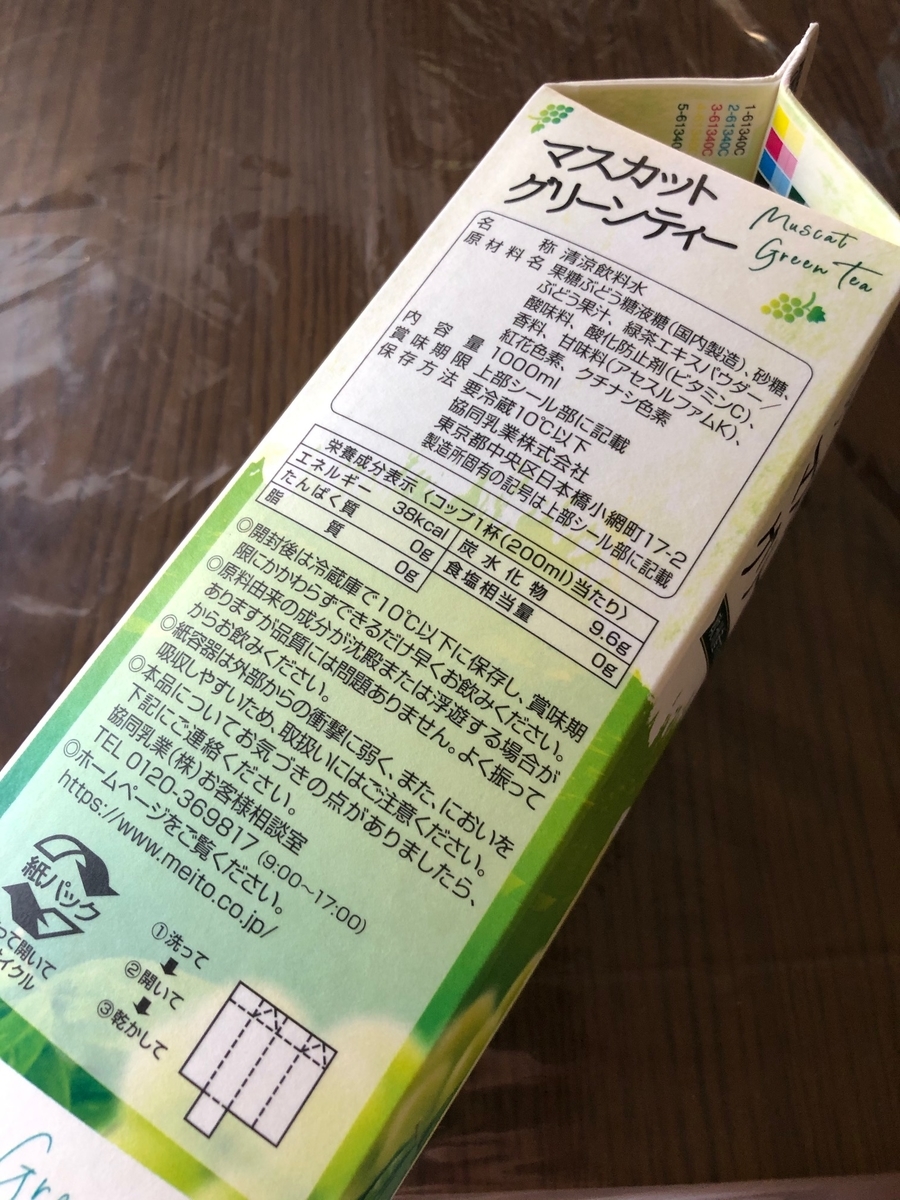 1-61340C
2-61340C
3-61340C
5-61340
マスカット
グリーンティー
Muscat
Green Tea
名称 清涼飲料水
原材料名 果糖ぶどう糖液糖(国内製造)、砂糖、
ぶどう果汁、緑茶エキスパウダー/
酸味料、酸化防止剤(ビタミンC)、
香料、甘味料(アセスルファムK)、
紅花色素、クチナシ色素
内容量 1000ml
賞味期限 上部シール部に記載
保存方法 要冷蔵10℃以下
協同乳業株式会社
東京都中央区日本橋小網町17-2
製造所固有の記号は上部シール部に記載
栄養成分表示〈コップ1杯(200ml)当たり〉
エネルギー 38kcal 炭水化物 9.6g
たんぱく質 0g 食塩相当量 0g
脂質 0g
◎開封後は冷蔵庫で10℃以下に保存し、賞味期
限にかかわらずできるだけ早くお飲みください。
◎原料由来の成分が沈殿または浮遊する場合が
ありますが品質には問題ありません。よく振って
からお飲みください。
◎紙容器は外部からの衝撃に弱く、また、においを
吸収しやすいため、取扱いにはご注意ください。
◎本品についてお気づきの点がありましたら、
下記にご連絡ください。
協同乳業(株)お客様相談室
TEL 0120-369817 (9:00~17:00)
◎ホームページをご覧ください。
https://www.meito.co.jp/
紙パック
って開いて
イクル
①洗って
②開いて
③乾かして
Gre